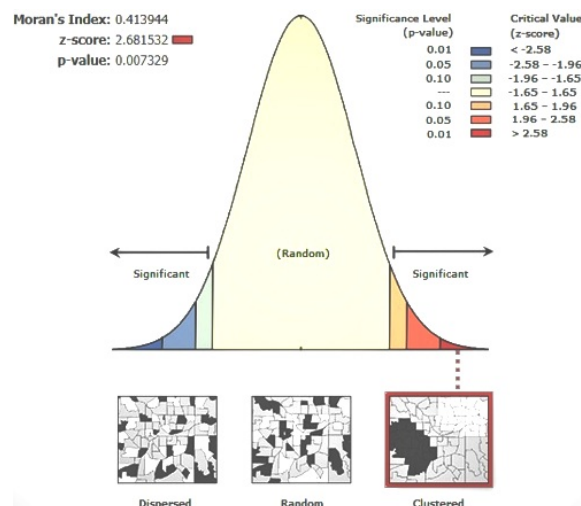 Moran's Index: 0.413944
z-score: 2.681532
p-value: 0.007329
Significance Level
(p-value)
0.01
0.05
0.10
---
0.10
0.05
0.01
Critical Value
(z-score)
< -2.58
-2.58 – -1.96
-1.96 – -1.65
-1.65 – 1.65
1.65 – 1.96
1.96 – 2.58
> 2.58
Significant
(Random)
Significant
Dispersed
Random
Clustered